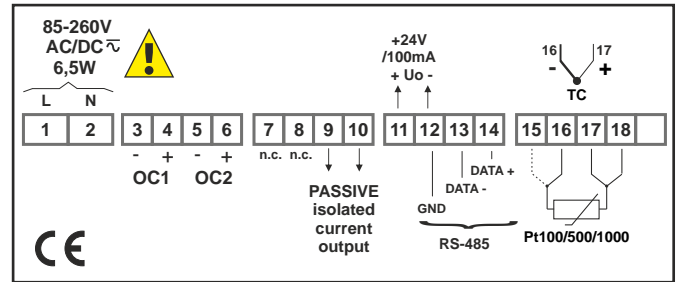 85-260V
AC/DC
6,5W
L N
+24V
/100mA
+ Uo -
16 17
- +
TC
1 2 3 4 5 6 7 8 9 10 11 12 13 14 15 16 17 18
- + - +
OC1 OC2
n.c. n.c.
PASSIVE
isolated
current
output
DATA +
DATA -
GND
RS-485
Pt100/500/1000
CE